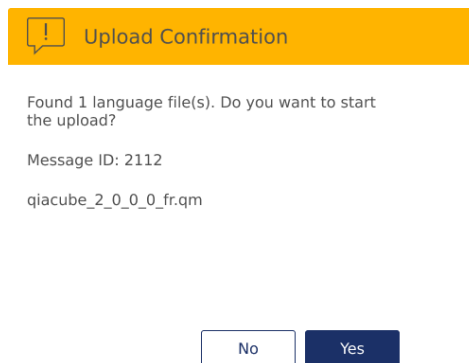 !
Upload Confirmation
Found 1 language file(s). Do you want to start
the upload?
Message ID: 2112
qiacube_2_0_0_0_fr.qm
No
Yes